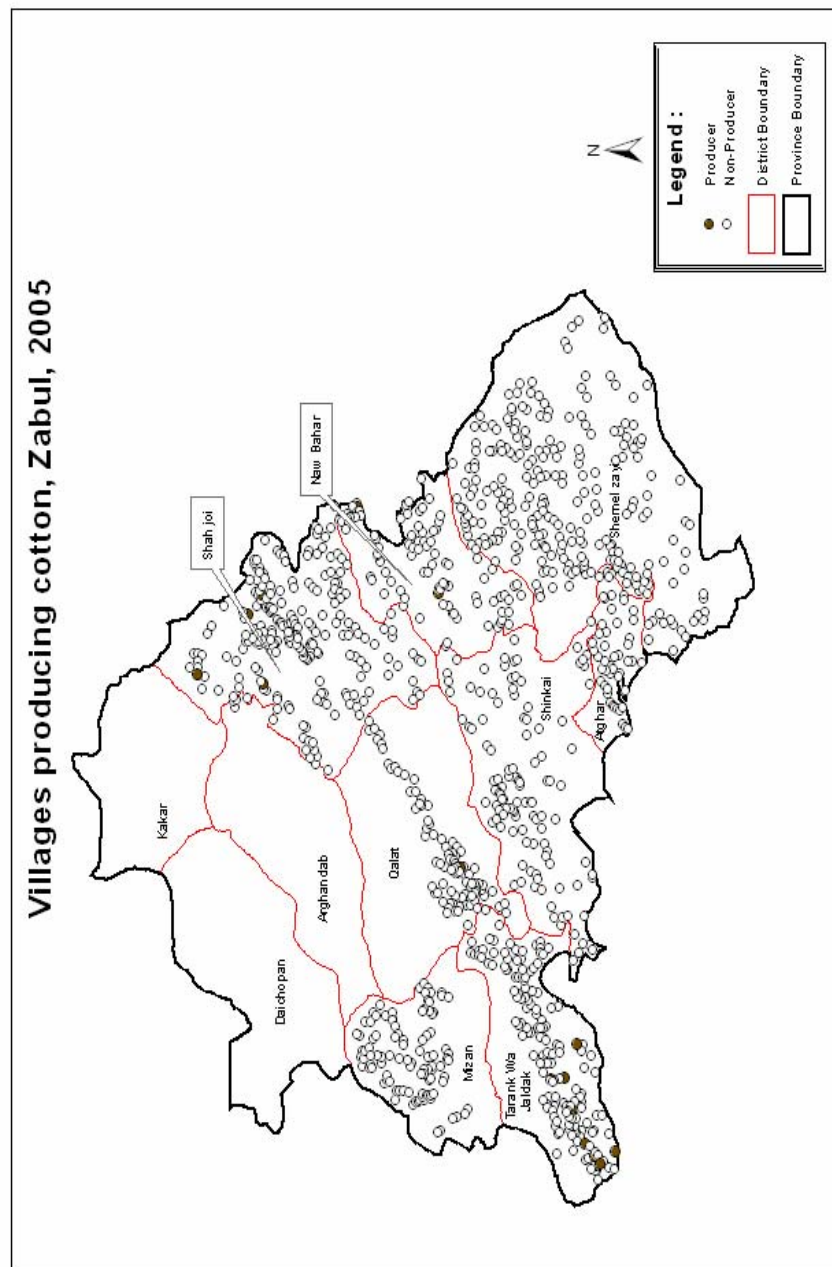 Villages producing cotton, Zabul, 2005
Kakar
Shah joi
Daichopan
Naw Bahar
Arghandab
Qalat
Mizan
Tarank Wa
Jaldak
Shinkai
Shemel zayi
Atghar
N
Legend :
Producer
Non-Producer
District Boundary
Province Boundary